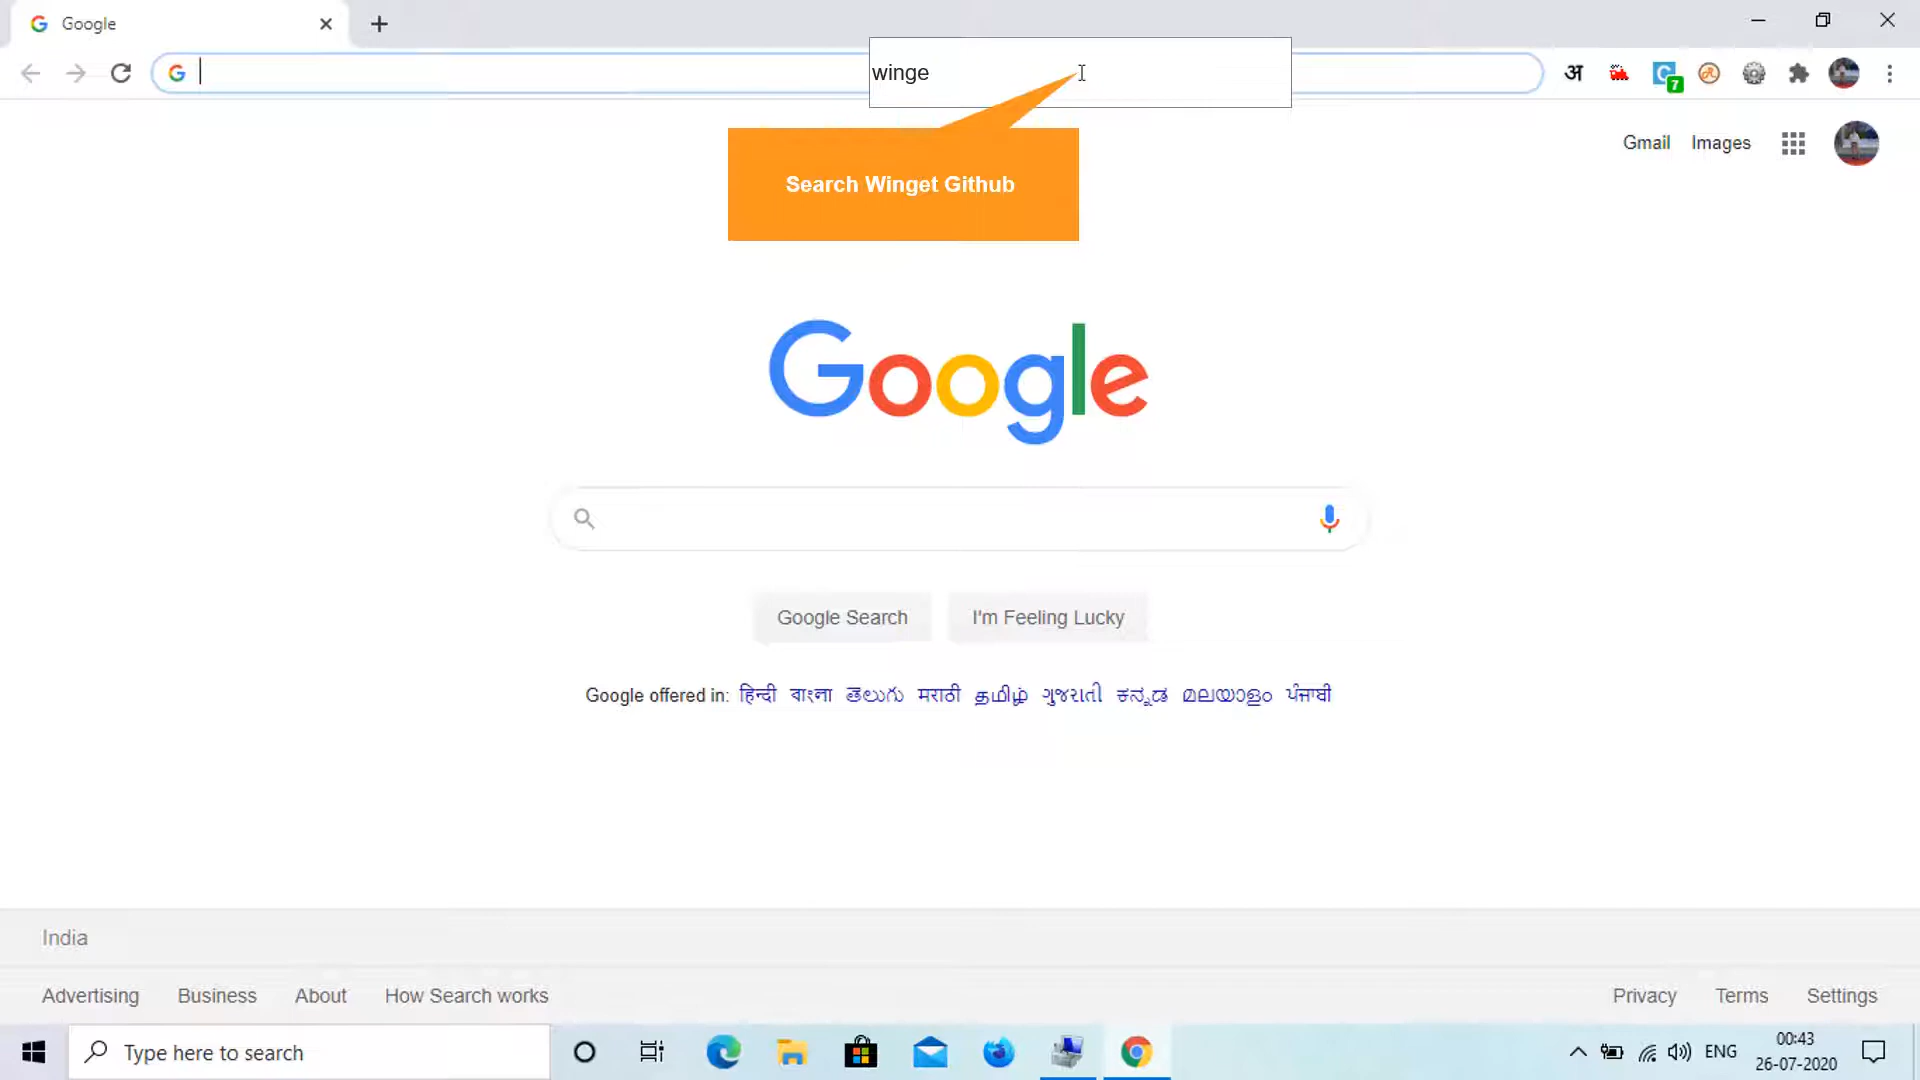 Google
winge
अ
7
Gmail Images
Search Winget Github
Google
Google Search I'm Feeling Lucky
Google offered in: हिन्दी বাংলা తెలుగు मराठी தமிழ் ગુજરાતી ಕನ್ನಡ മലയാളം ਪੰਜਾਬੀ
India
Advertising Business About How Search works Privacy Terms Settings
Type here to search
ENG
00:43
26-07-2020